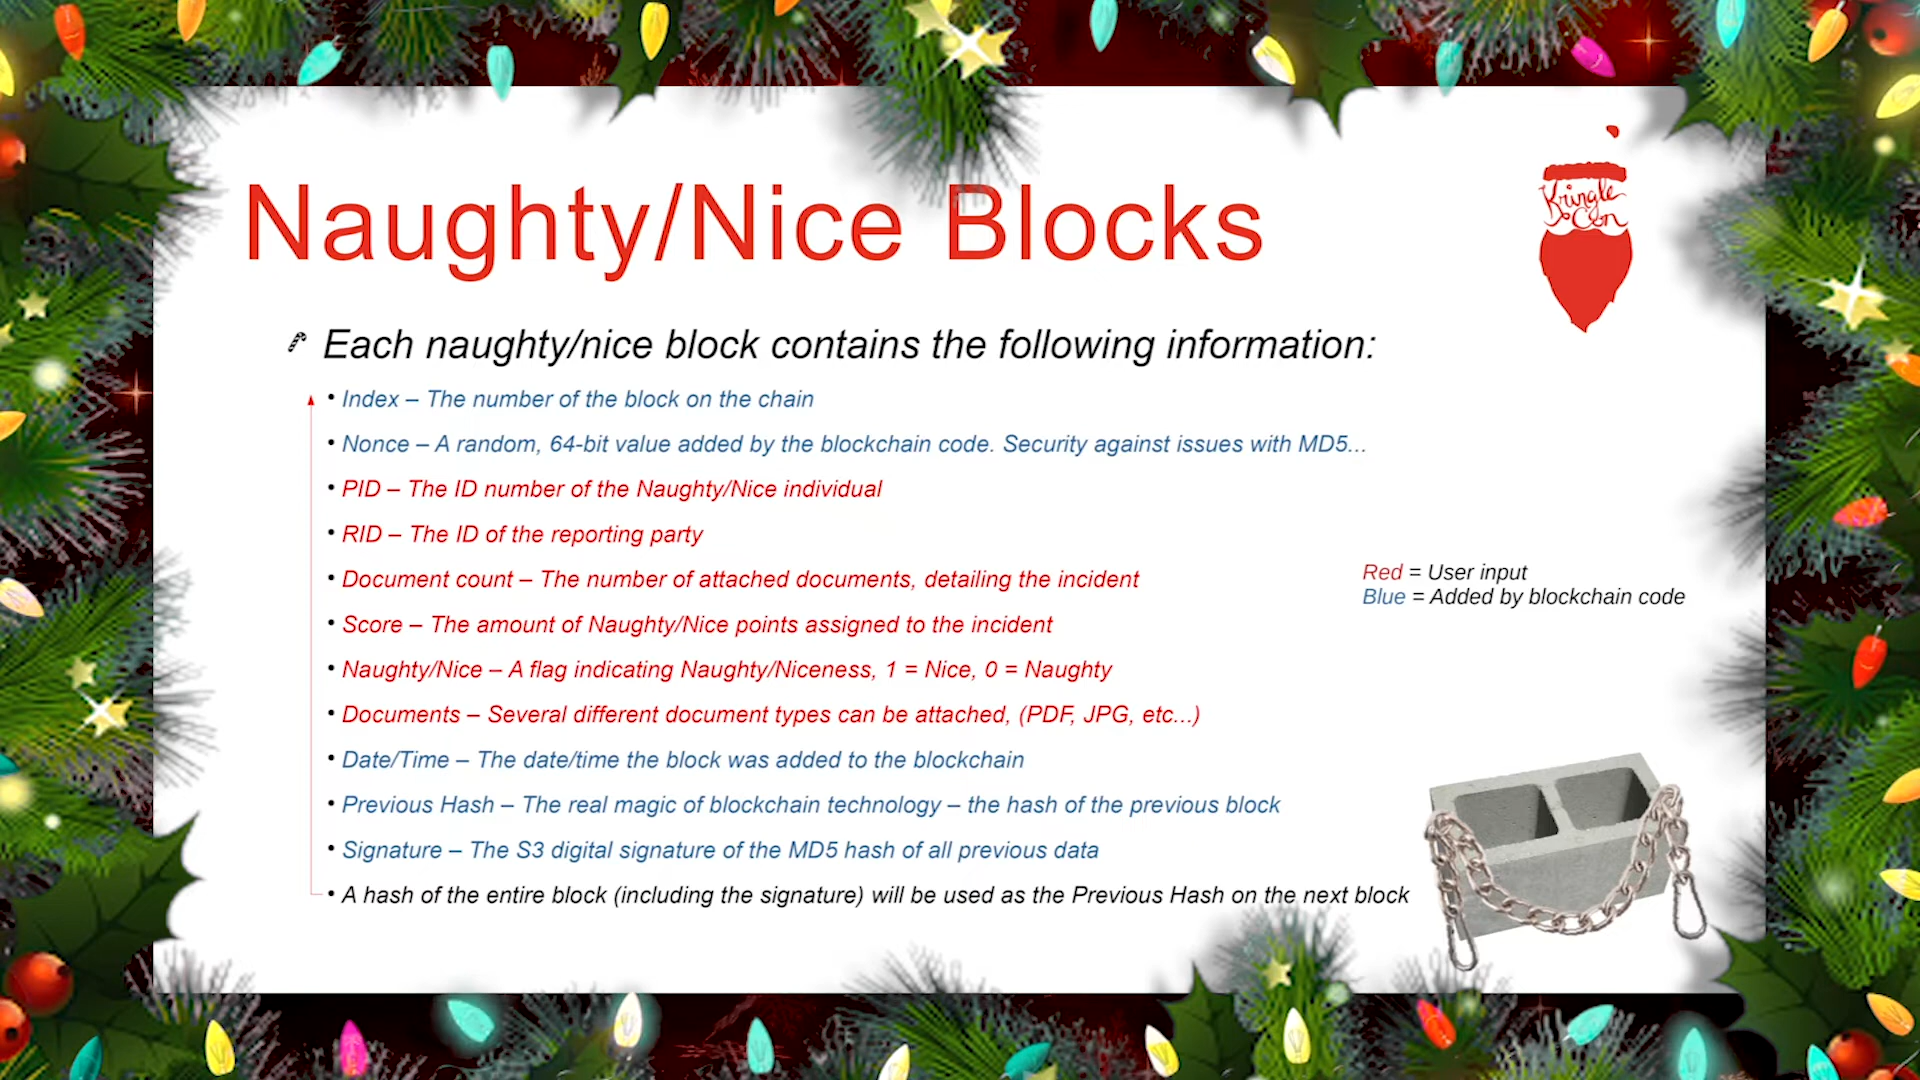 Naughty/Nice Blocks
Kringle
Con
Each naughty/nice block contains the following information:
• Index – The number of the block on the chain
• Nonce – A random, 64-bit value added by the blockchain code. Security against issues with MD5...
• PID – The ID number of the Naughty/Nice individual
• RID – The ID of the reporting party
• Document count – The number of attached documents, detailing the incident
• Score – The amount of Naughty/Nice points assigned to the incident
• Naughty/Nice – A flag indicating Naughty/Niceness, 1 = Nice, 0 = Naughty
• Documents – Several different document types can be attached, (PDF, JPG, etc...)
• Date/Time – The date/time the block was added to the blockchain
• Previous Hash – The real magic of blockchain technology – the hash of the previous block
• Signature – The S3 digital signature of the MD5 hash of all previous data
• A hash of the entire block (including the signature) will be used as the Previous Hash on the next block
Red = User input
Blue = Added by blockchain code